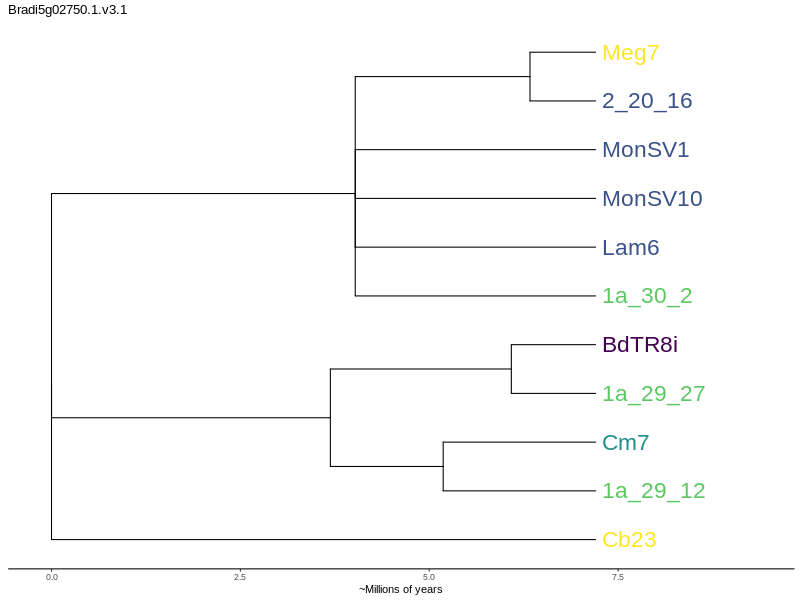 Bradi5g02750.1.v3.1
Meg7
2_20_16
MonSV1
MonSV10
Lam6
1a_30_2
BdTR8i
1a_29_27
Cm7
1a_29_12
Cb23
0.0 2.5 5.0 7.5
~Millions of years